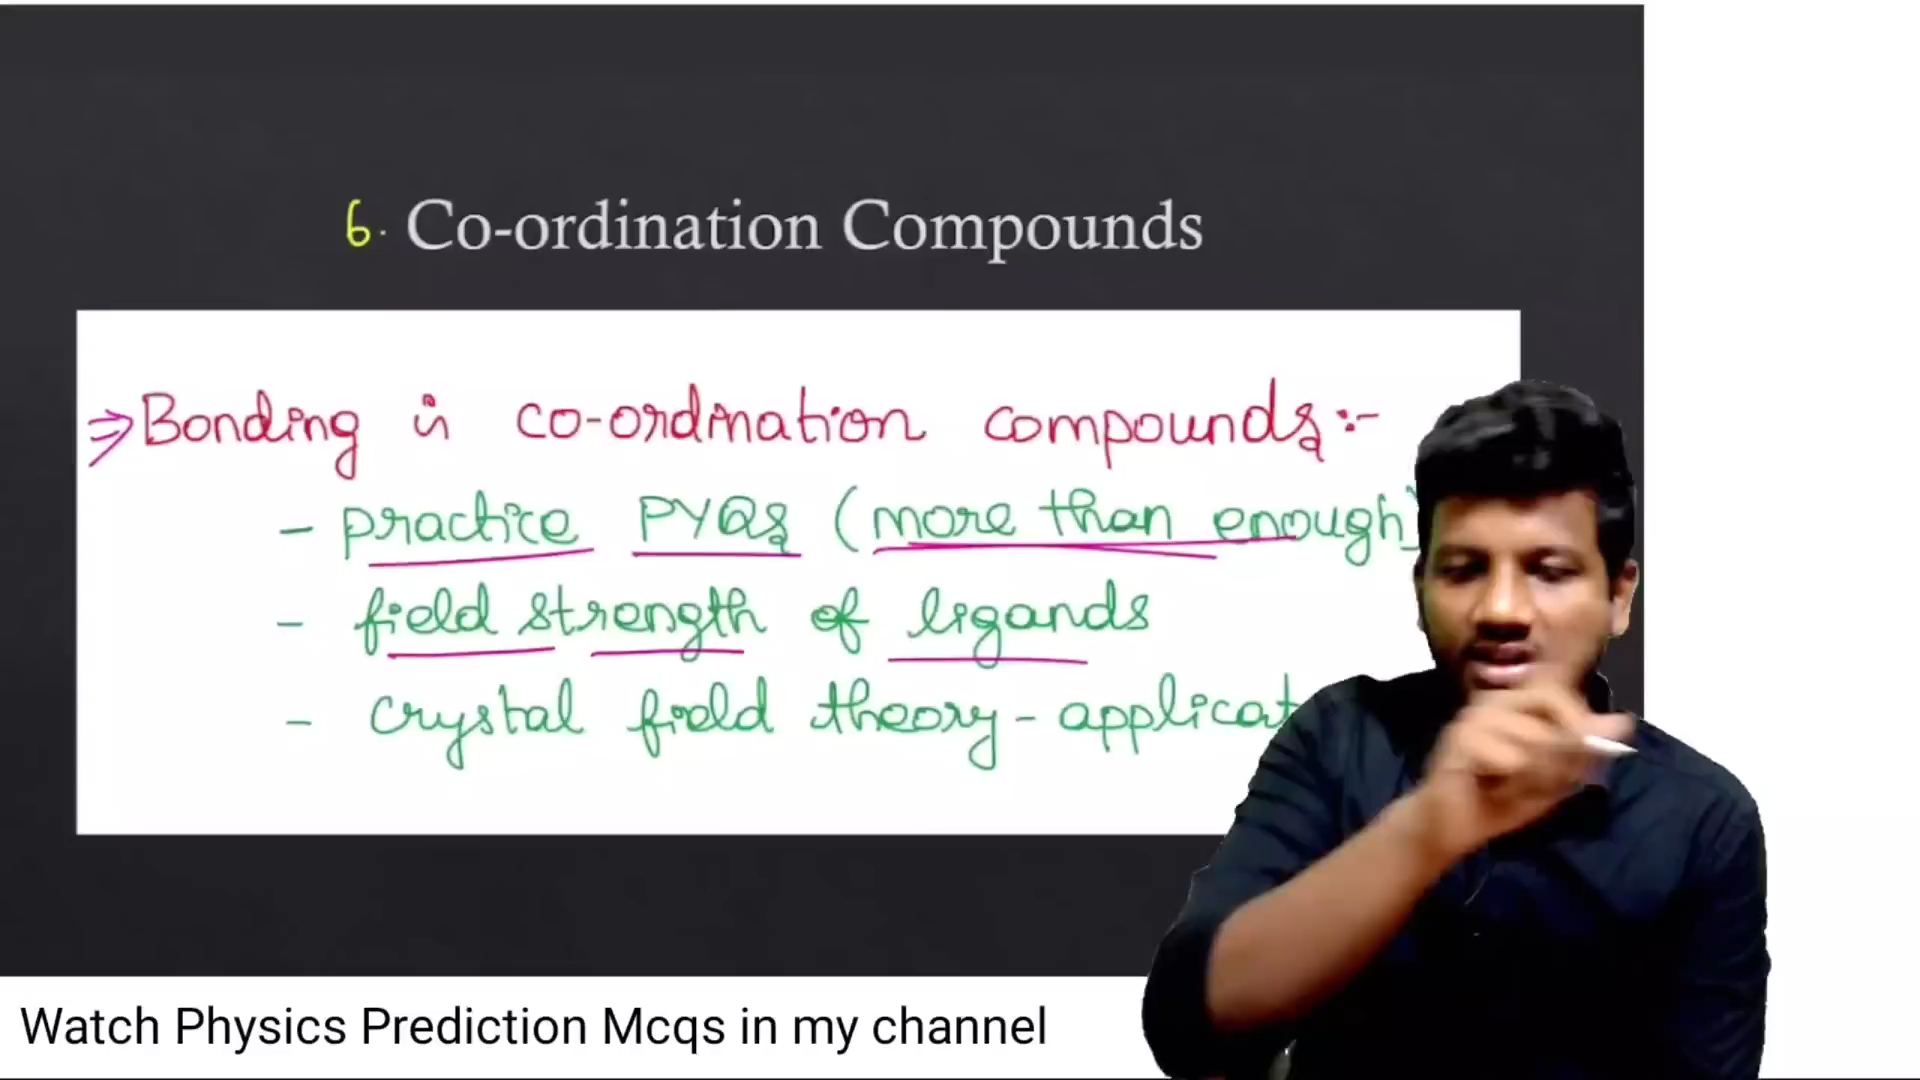 6. Co-ordination Compounds
⇒ Bonding in co-ordination compounds:-
- practice PYQs (more than enough)
- field strength of ligands
- crystal field theory - applicat
Watch Physics Prediction Mcqs in my channel